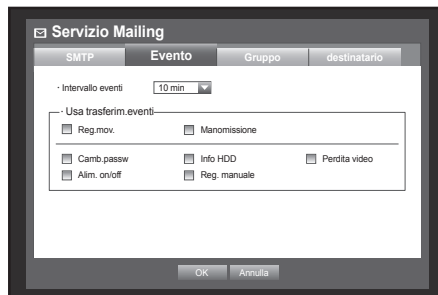 Servizio Mailing
SMTP Evento Gruppo destinatario
· Intervallo eventi 10 min
· Usa trasferim.eventi
Reg.mov. Manomissione
Camb.passw Info HDD Perdita video
Alim. on/off Reg. manuale
OK Annulla